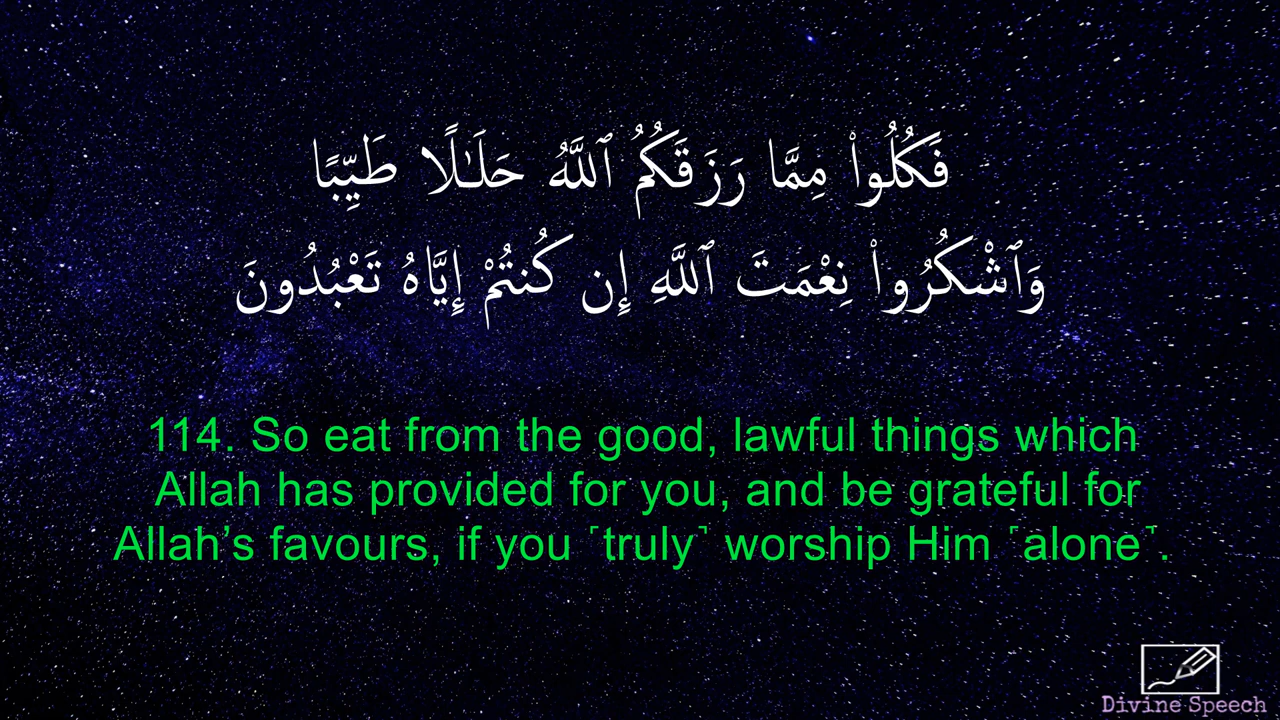 فَكُلُوا۟ مِمَّا رَزَقَكُمُ ٱللَّهُ حَلَـٰلًا طَيِّبًا
وَٱشْكُرُوا۟ نِعْمَتَ ٱللَّهِ إِن كُنتُمْ إِيَّاهُ تَعْبُدُونَ
114. So eat from the good, lawful things which
Allah has provided for you, and be grateful for
Allah’s favours, if you ˹truly˺ worship Him ˹alone˺.
Divine Speech